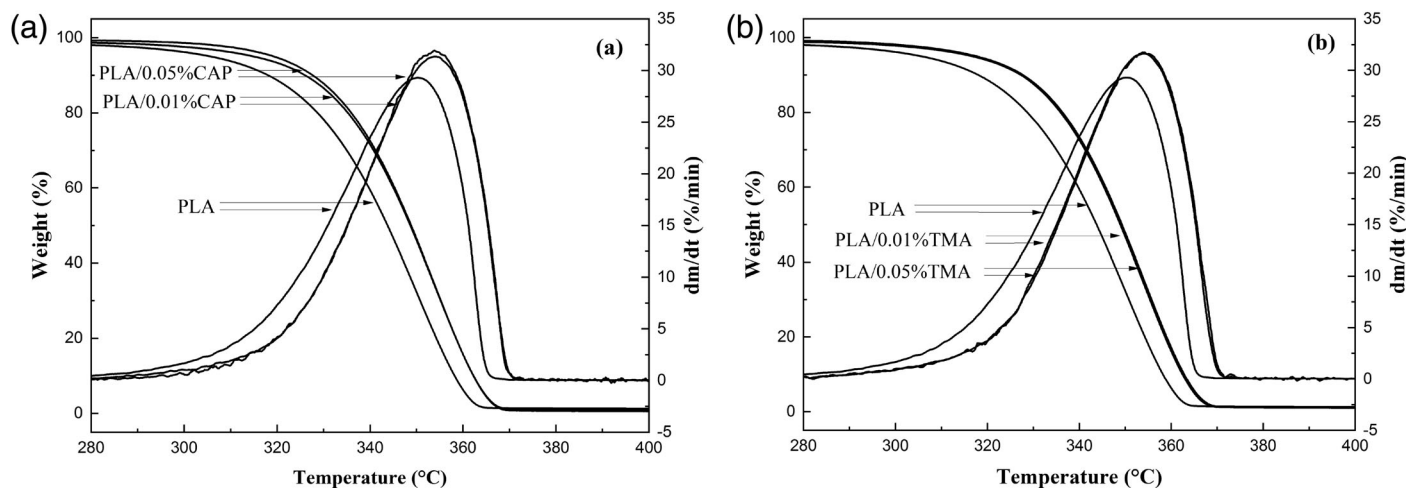 (a)
(a)
100
80
60
40
20
0
Weight (%)
35
30
25
20
15
10
5
0
-5
dm/dt (%/min)
PLA/0.05%CAP
PLA/0.01%CAP
PLA
280 300 320 340 360 380 400
Temperature (°C)
(b)
(b)
100
80
60
40
20
0
Weight (%)
35
30
25
20
15
10
5
0
-5
dm/dt (%/min)
PLA
PLA/0.01%TMA
PLA/0.05%TMA
280 300 320 340 360 380 400
Temperature (°C)